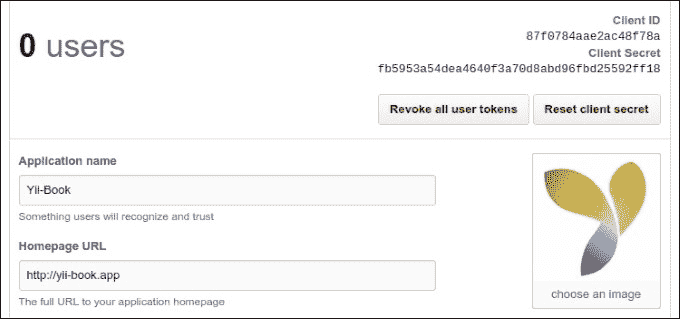 0 users
Client ID
87f0784aae2ac48f78a
Client Secret
fb5953a54dea4640f3a70d8abd96fbd25592ff18
Revoke all user tokens
Reset client secret
Application name
Yii-Book
Something users will recognize and trust
Homepage URL
http://yii-book.app
The full URL to your application homepage
choose an image